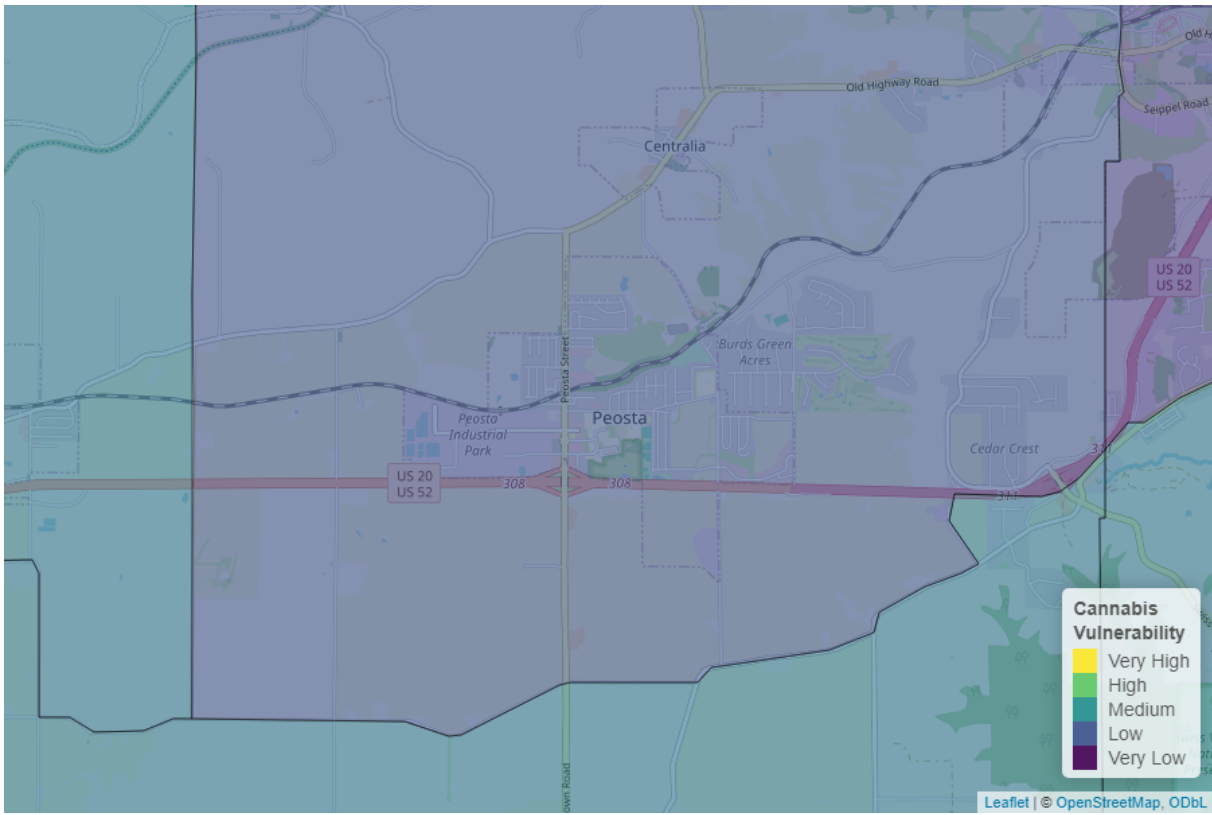 Old H
Old Highway Road
Seippel Road
Centralia
US 20
US 52
Peosta Street
Burds Green
Acres
Peosta
Industrial
Park
Peosta
Cedar Crest
311
US 20
US 52
308
308
311
own Road
Cannabis
Vulnerability
Very High
High
Medium
Low
Very Low
Leaflet | © OpenStreetMap, ODbL